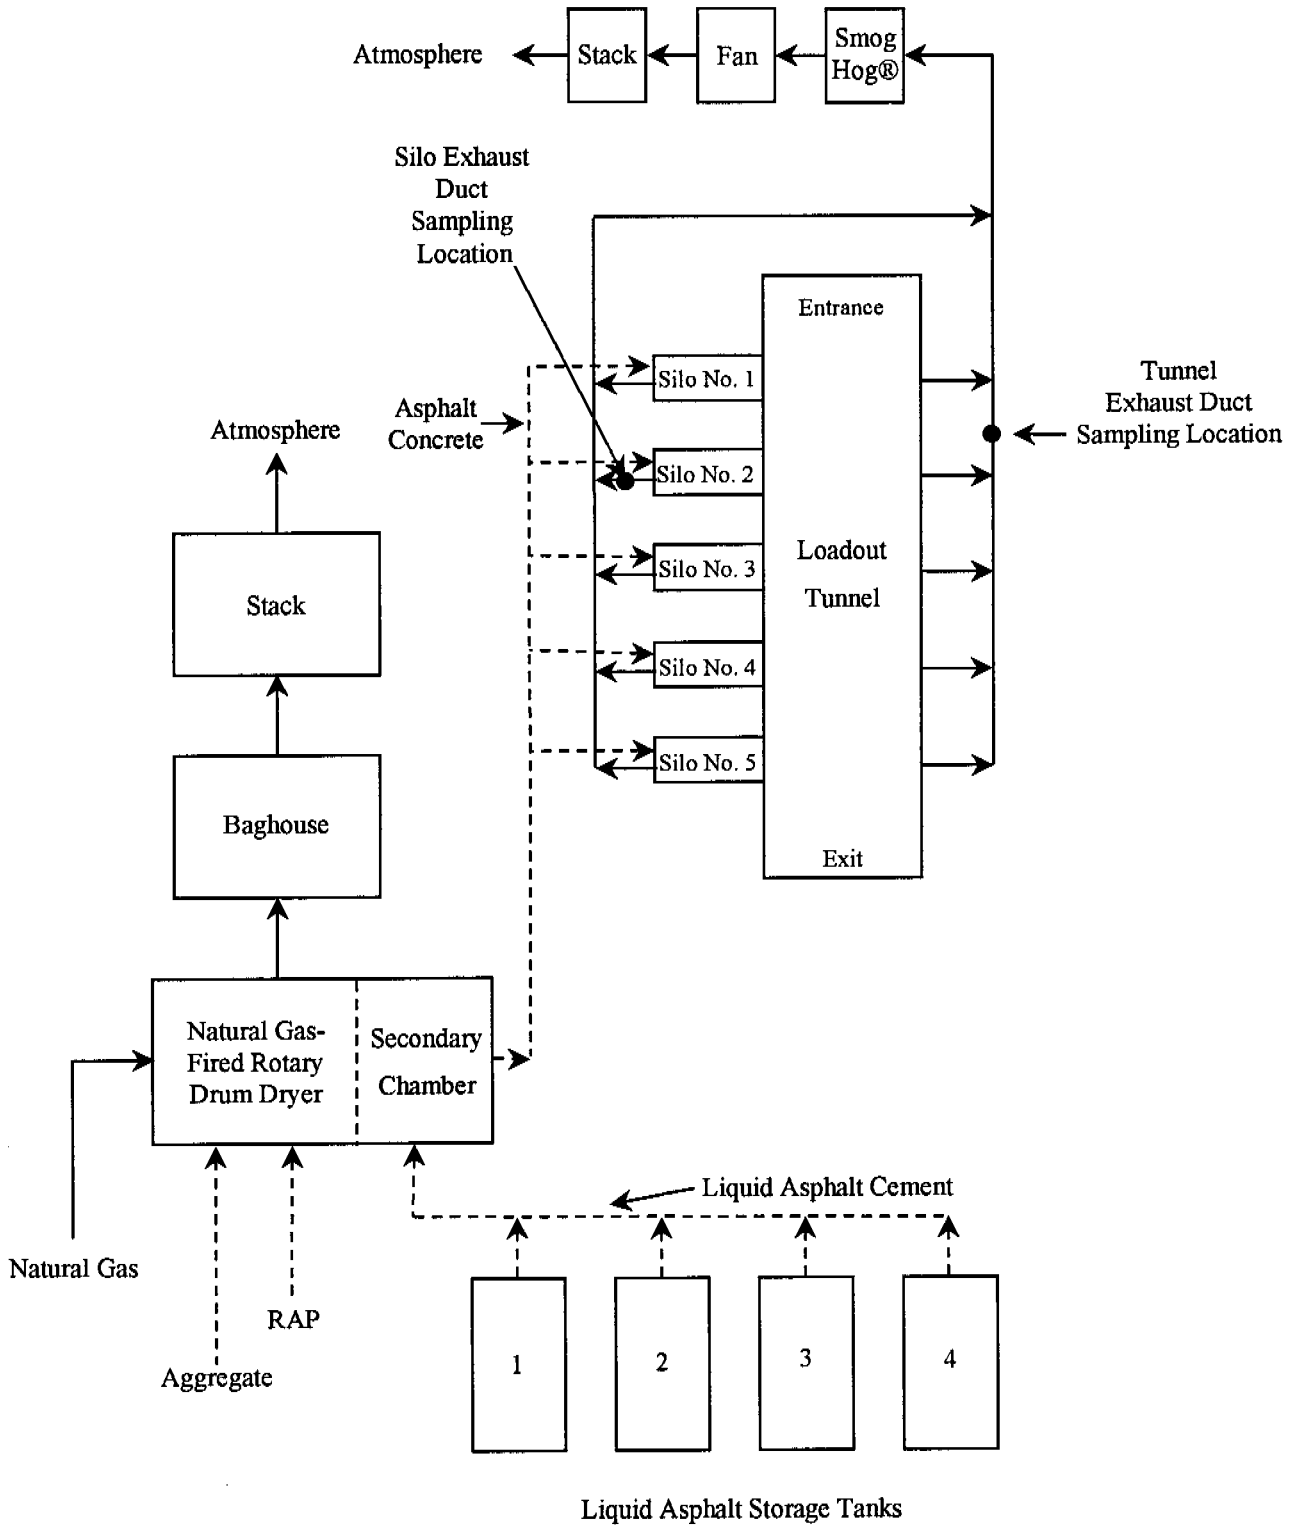 Atmosphere
Stack
Fan
Smog
Hog®
Silo Exhaust
Duct
Sampling
Location
Entrance
Silo No. 1
Tunnel
Exhaust Duct
Sampling Location
Asphalt
Concrete
Atmosphere
Silo No. 2
Loadout
Tunnel
Silo No. 3
Stack
Silo No. 4
Silo No. 5
Baghouse
Exit
Natural Gas-
Fired Rotary
Drum Dryer
Secondary
Chamber
Liquid Asphalt Cement
Natural Gas
RAP
Aggregate
1
2
3
4
Liquid Asphalt Storage Tanks